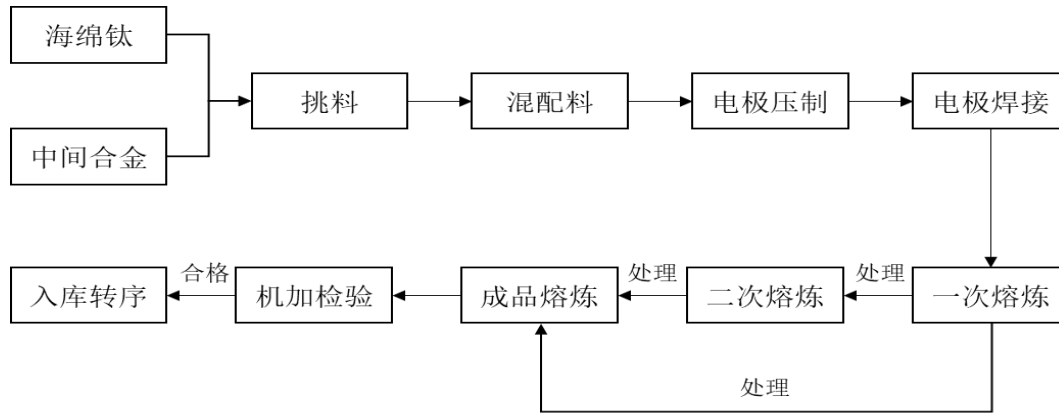 海绵钛
中间合金
挑料
混配料
电极压制
电极焊接
一次熔炼
处理
二次熔炼
处理
成品熔炼
机加检验
合格
入库转序
处理